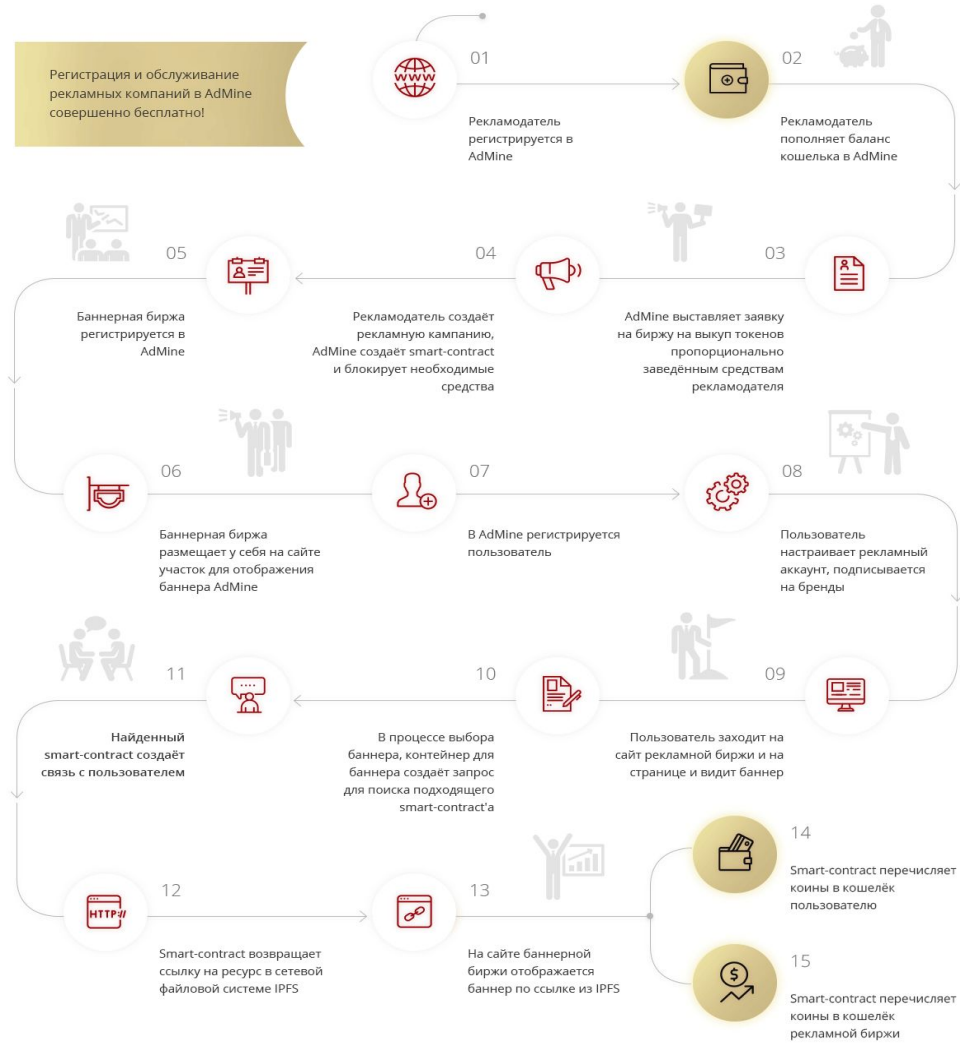 Регистрация и обслуживание
рекламных компаний в AdMine
совершенно бесплатно!
www
01
Рекламодатель
регистрируется в
AdMine
02
Рекламодатель
пополняет баланс
кошелька в AdMine
03
AdMine выставляет заявку
на биржу на выкуп токенов
пропорционально
заведённым средствам
рекламодателя
04
Рекламодатель создаёт
рекламную кампанию,
AdMine создаёт smart-contract
и блокирует необходимые
средства
05
Баннерная биржа
регистрируется в
AdMine
06
Баннерная биржа
размещает у себя на сайте
участок для отображения
баннера AdMine
07
В AdMine регистрируется
пользователь
08
Пользователь
настраивает рекламный
аккаунт, подписывается
на бренды
09
Пользователь заходит на
сайт рекламной биржи и на
странице и видит баннер
10
В процессе выбора
баннера, контейнер для
баннера создаёт запрос
для поиска подходящего
smart-contract'а
11
Найденный
smart-contract создаёт
связь с пользователем
HTTP://
12
Smart-contract возвращает
ссылку на ресурс в сетевой
файловой системе IPFS
13
На сайте баннерной
биржи отображается
баннер по ссылке из IPFS
14
Smart-contract перечисляет
коины в кошелёк
пользователю
$
15
Smart-contract перечисляет
коины в кошелёк
рекламной биржи